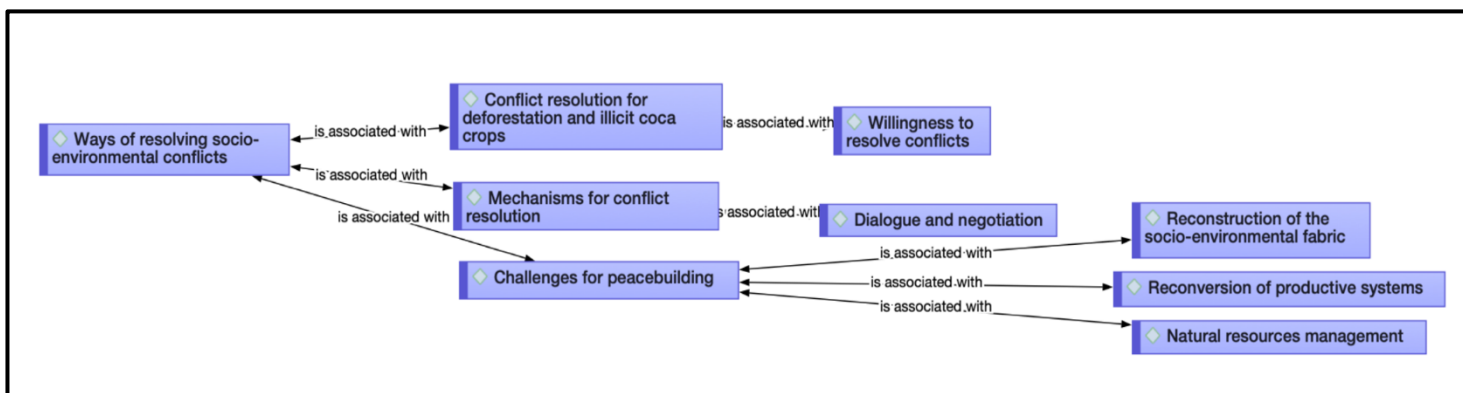 Ways of resolving socio-
environmental conflicts
is associated with
Conflict resolution for
deforestation and illicit coca
crops
is associated with
Willingness to
resolve conflicts
is associated with
Mechanisms for conflict
resolution
is associated with
Dialogue and negotiation
is associated with
Challenges for peacebuilding
is associated with
Reconstruction of the
socio-environmental fabric
is associated with
Reconversion of productive systems
is associated with
Natural resources management